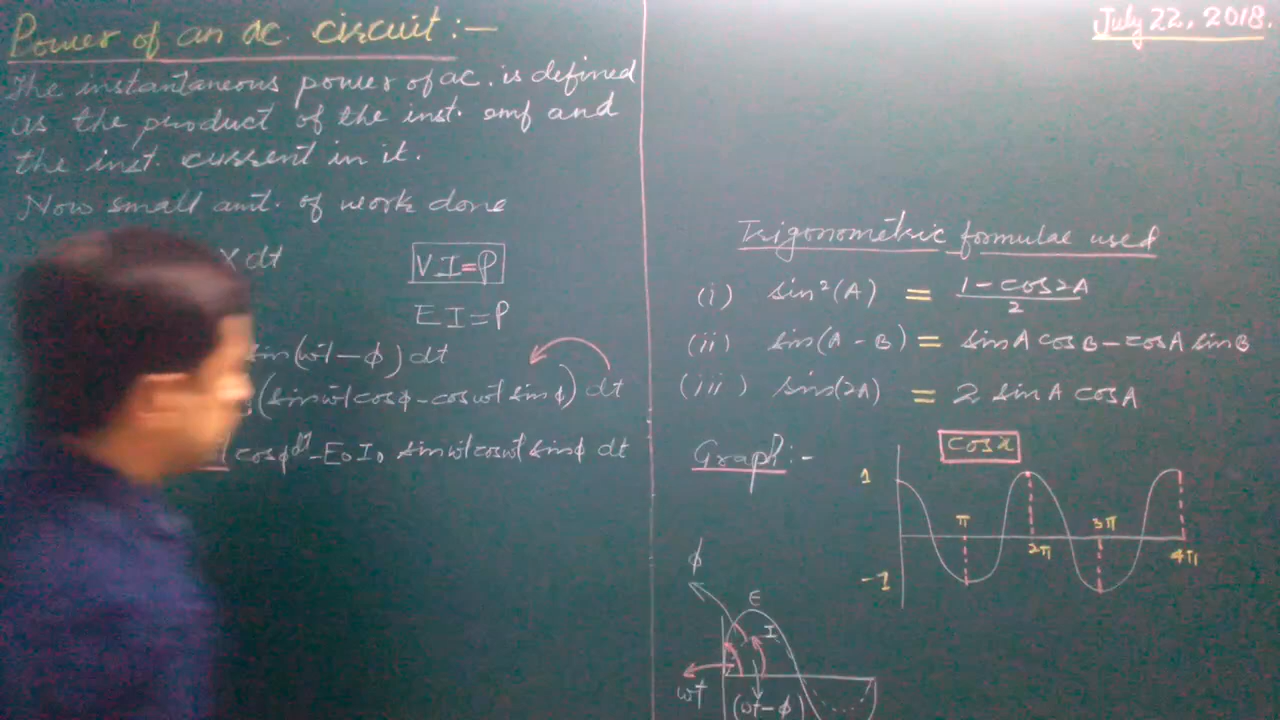 Power of an ac. circuit :-
The instantaneous power of ac. is defined
as the product of the inst. emf and
the inst. current in it.
Now small amt. of work done
X dt
VI=P
EI=P
sin(ωt-φ) dt
(sinωt cosφ-cosωt sinφ) dt
cosφ dt-E₀I₀ sinωt cosωt sinφ dt
July 22, 2018.
Trigonometric formulae used
(i) sin²(A) = 1-cos2A/2
(ii) sin(A-B) = sinA cosB-cosA sinB
(iii) sin(2A) = 2 sinA cosA
Graph:-
cosx
1
π
3π
2π
4π
-1
φ
E
I
ωt
(ωt-φ)